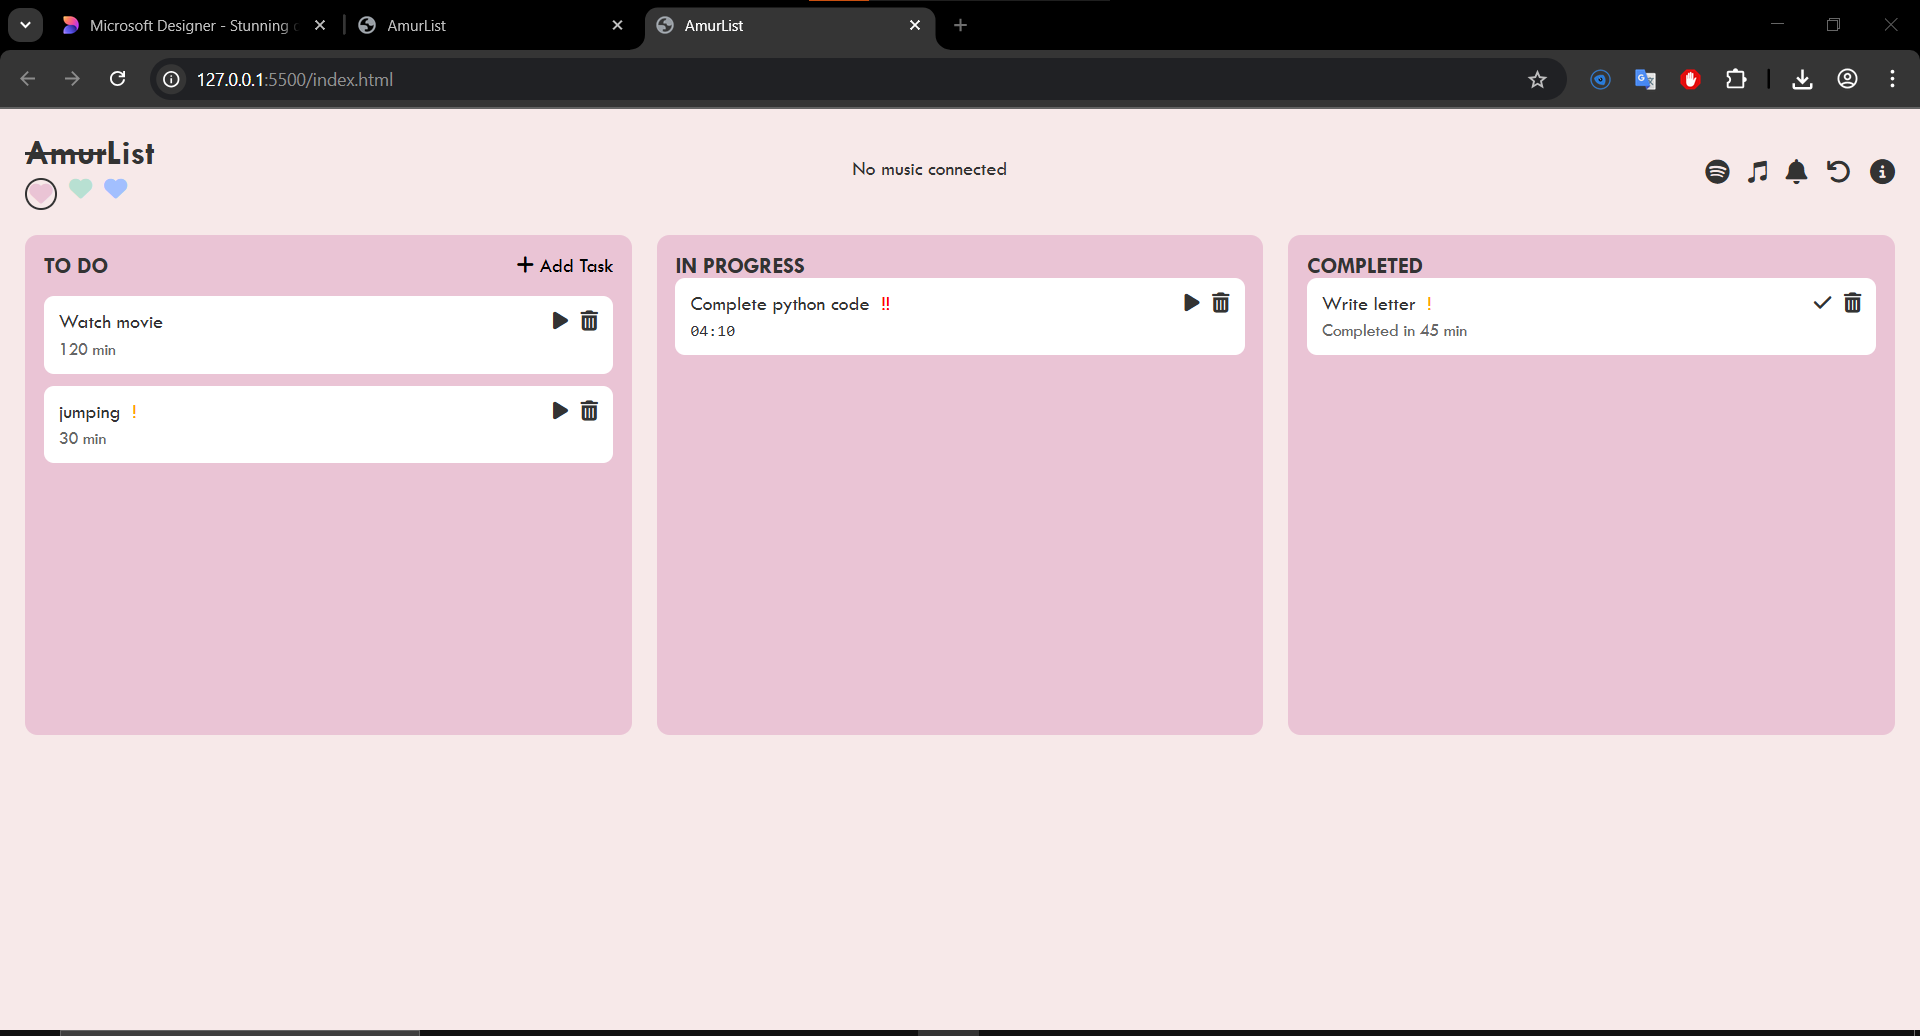 Microsoft Designer - Stunning
AmurList
AmurList
127.0.0.1:5500/index.html
AmurList
No music connected
TO DO
Add Task
Watch movie
120 min
jumping !
30 min
IN PROGRESS
Complete python code !!
04:10
COMPLETED
Write letter !
Completed in 45 min